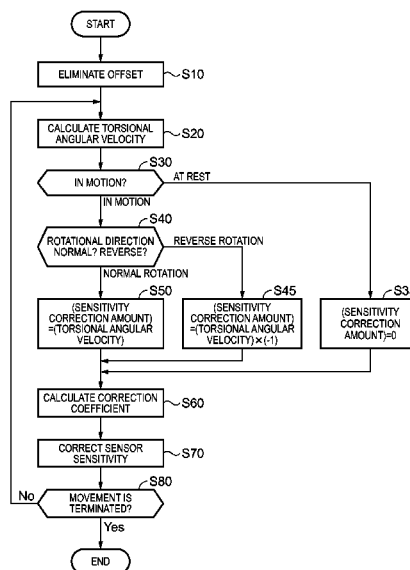 START
ELIMINATE OFFSET
S10
CALCULATE TORSIONAL
ANGULAR VELOCITY
S20
S30
IN MOTION?
AT REST
IN MOTION
S40
ROTATIONAL DIRECTION
NORMAL? REVERSE?
REVERSE ROTATION
NORMAL ROTATION
S50
(SENSITIVITY
CORRECTION AMOUNT)
=(TORSIONAL ANGULAR
VELOCITY)
S45
(SENSITIVITY
CORRECTION AMOUNT)
=(TORSIONAL ANGULAR
VELOCITY)×(-1)
(SENSITIVITY
CORRECTION
AMOUNT)=0
CALCULATE CORRECTION
COEFFICIENT
S60
CORRECT SENSOR
SENSITIVITY
S70
S80
No
MOVEMENT IS
TERMINATED?
Yes
END